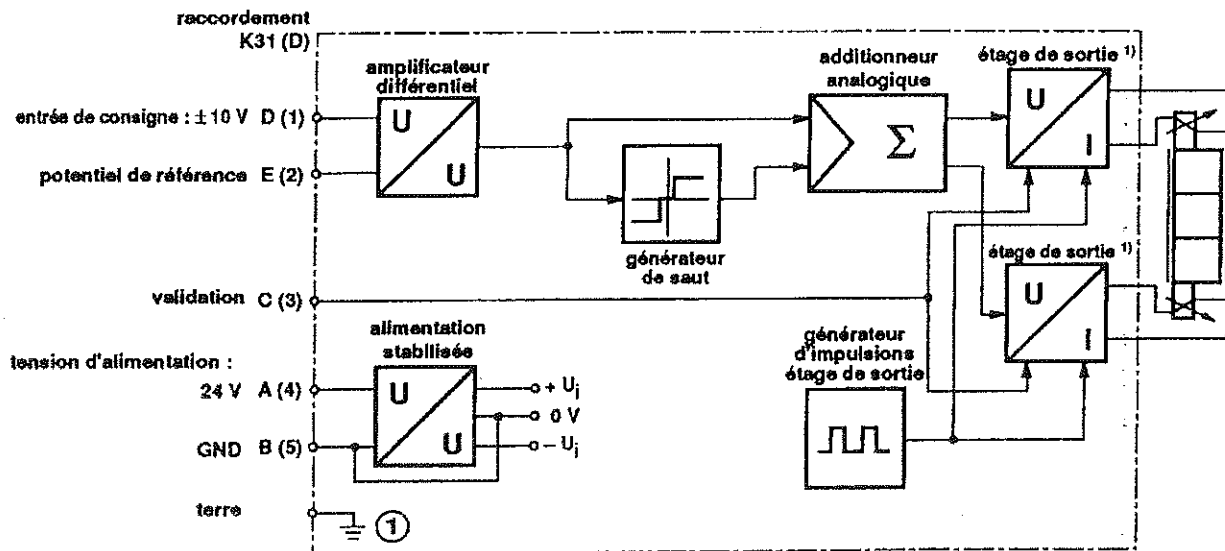 raccordement
K31 (D)
amplificateur
différentiel
additionneur
analogique
étage de sortie 1)
entrée de consigne : ± 10 V D (1)
U
U
Σ
U
I
potentiel de référence E (2)
générateur
de saut
étage de sortie 1)
validation C (3)
U
I
alimentation
stabilisée
générateur
d'impulsions
étage de sortie
tension d'alimentation :
24 V A (4)
U
U
+ Uj
0 V
GND B (5)
– Uj
terre
1